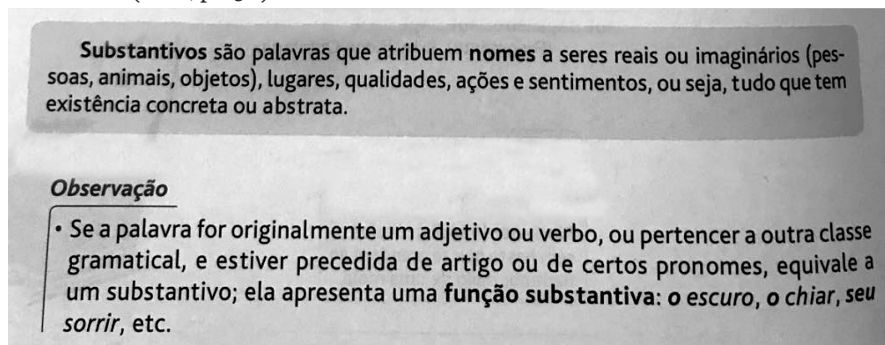 Substantivos são palavras que atribuem nomes a seres reais ou imaginários (pes-
soas, animais, objetos), lugares, qualidades, ações e sentimentos, ou seja, tudo que tem
existência concreta ou abstrata.
Observação
• Se a palavra for originalmente um adjetivo ou verbo, ou pertencer a outra classe
gramatical, e estiver precedida de artigo ou de certos pronomes, equivale a
um substantivo; ela apresenta uma função substantiva: o escuro, o chiar, seu
sorrir, etc.